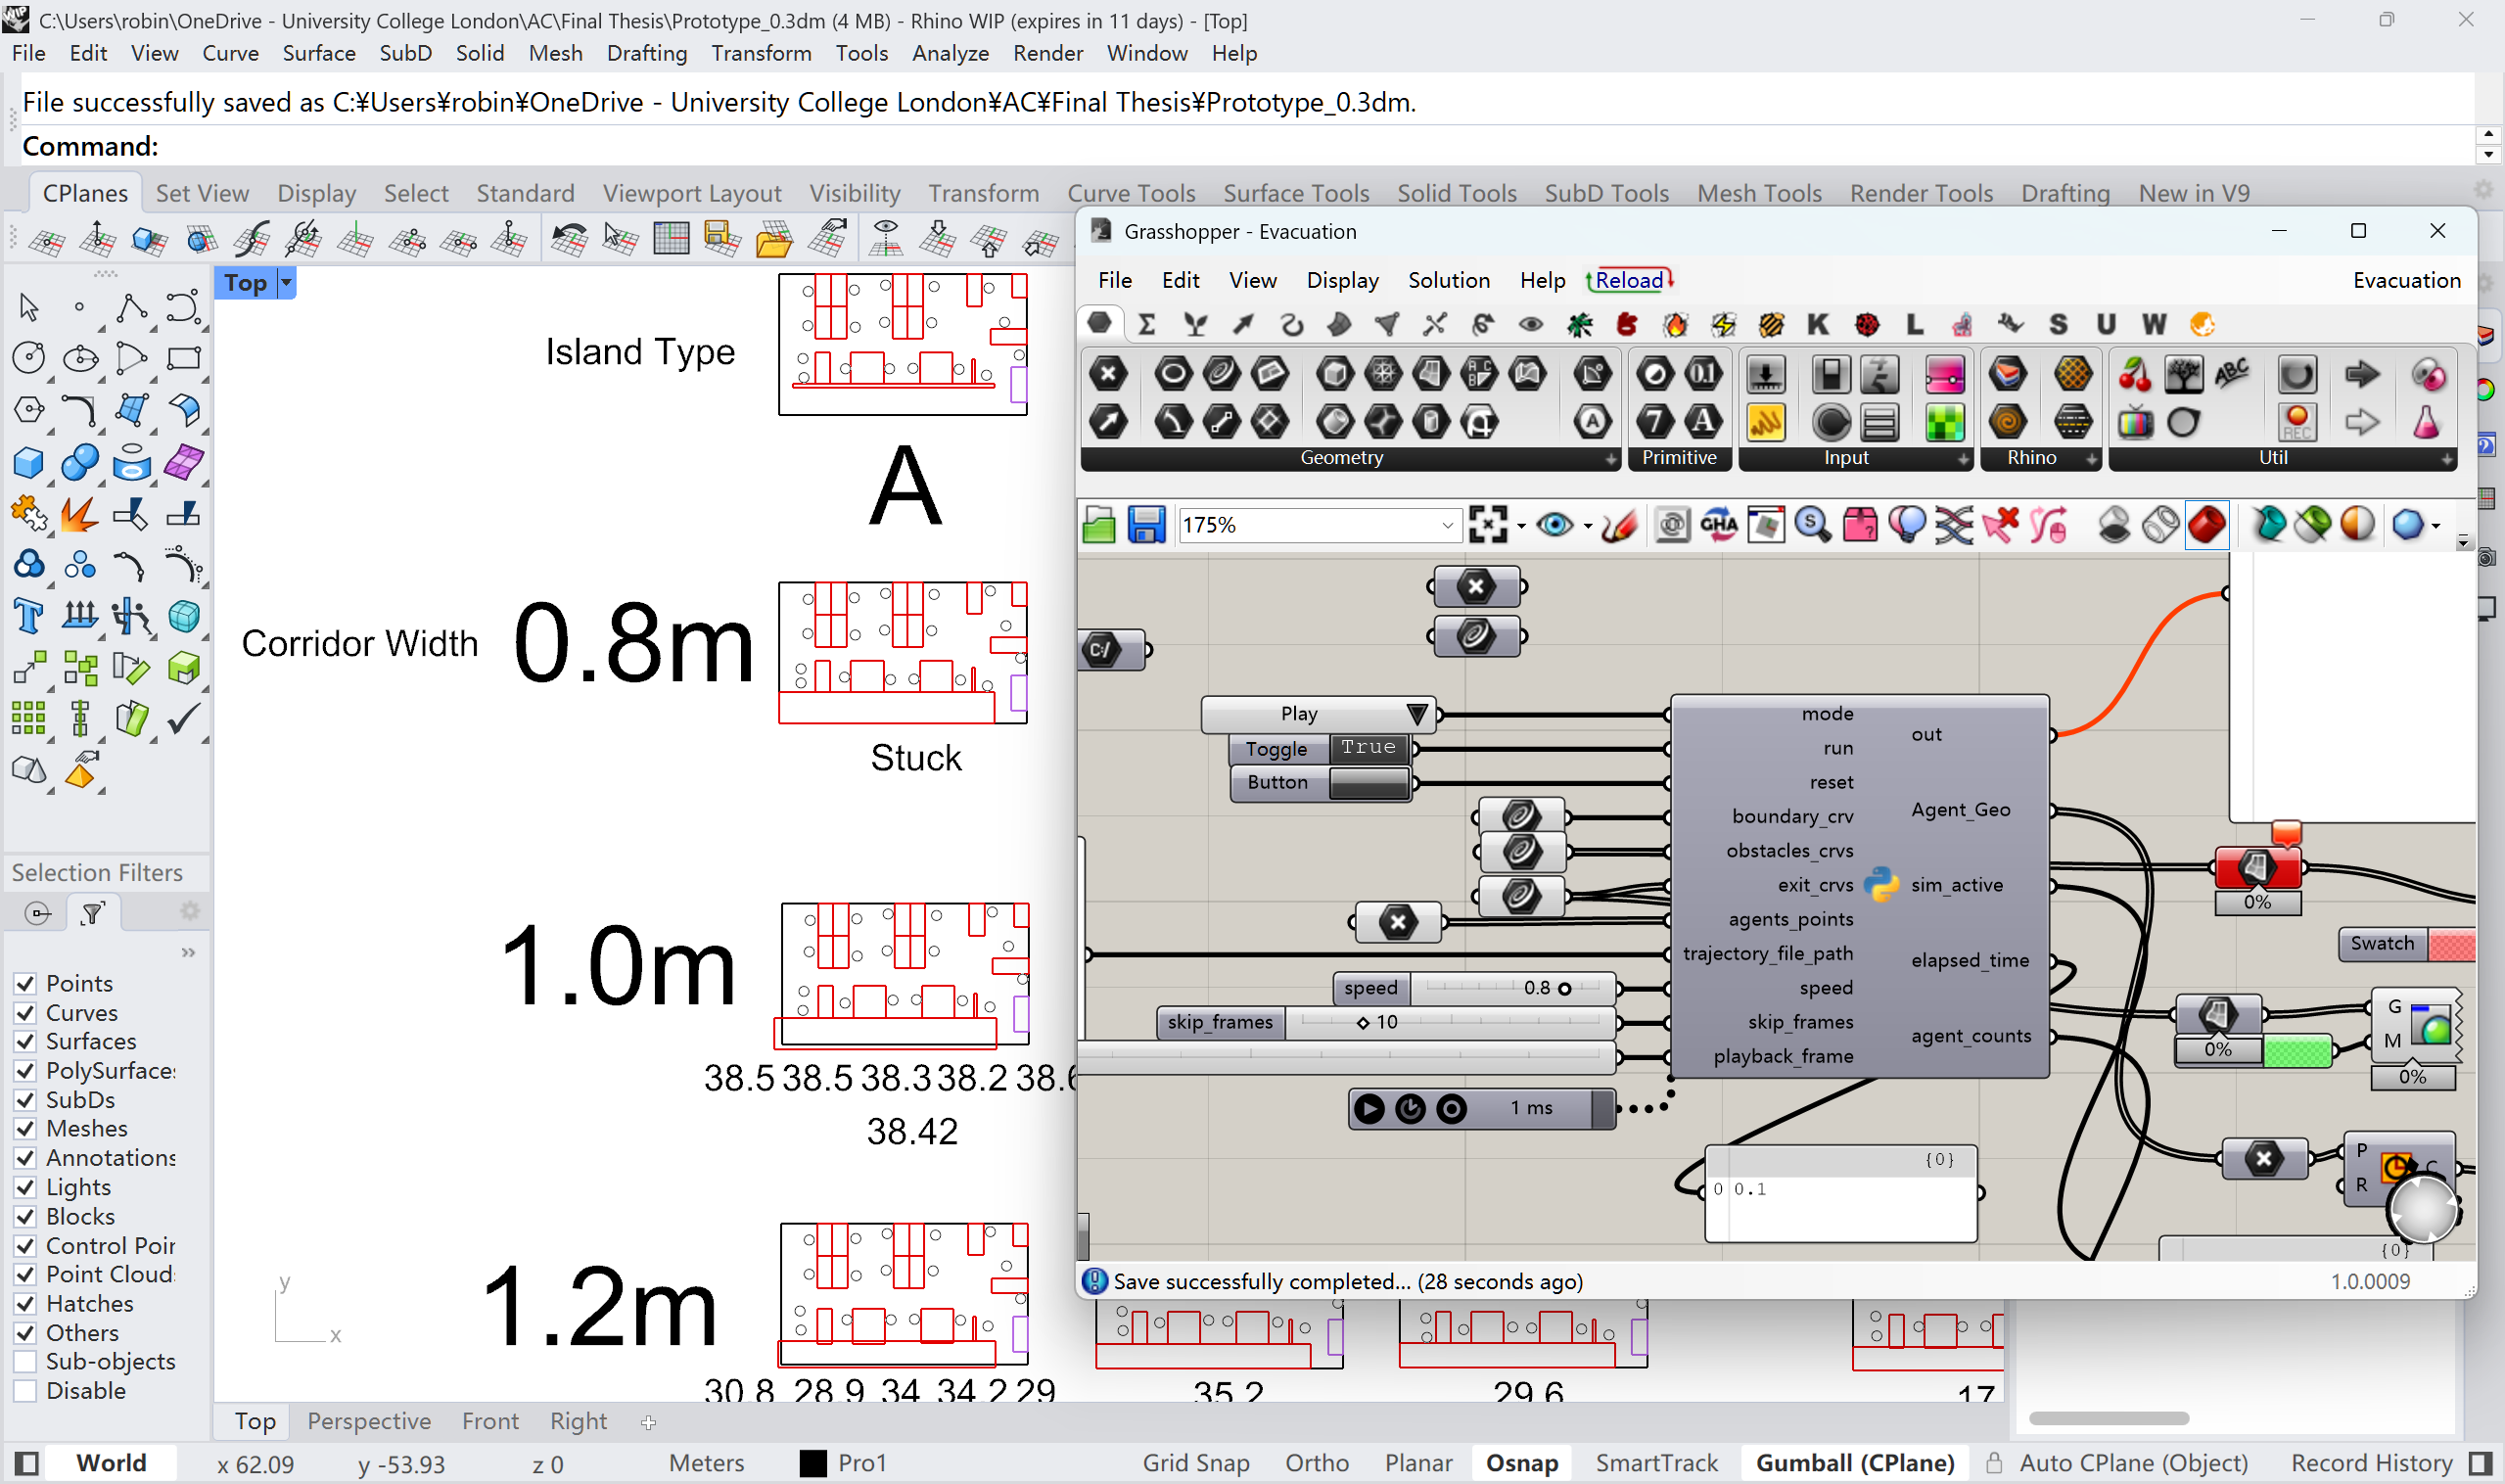 C:\Users\robin\OneDrive - University College London\AC\Final Thesis\Prototype_0.3dm (4 MB) - Rhino WIP (expires in 11 days) - [Top]
File Edit View Curve Surface SubD Solid Mesh Drafting Transform Tools Analyze Render Window Help
File successfully saved as C:¥Users¥robin¥OneDrive - University College London¥AC¥Final Thesis¥Prototype_0.3dm.
Command:
CPlanes Set View Display Select Standard Viewport Layout Visibility Transform Curve Tools Surface Tools Solid Tools SubD Tools Mesh Tools Render Tools Drafting New in V9
Top
Island Type
A
Corridor Width 0.8m
Stuck
1.0m
38.5 38.5 38.3 38.2 38.6
38.42
1.2m
30.8 28.9 34 34.2 29
35.2
29.6
17
Selection Filters
Points
Curves
Surfaces
PolySurface
SubDs
Meshes
Annotations
Lights
Blocks
Control Poir
Point Cloud
Hatches
Others
Sub-objects
Disable
y
x
Grasshopper - Evacuation
File Edit View Display Solution Help Reload Evacuation
K L S U W
Geometry Primitive Input Rhino Util
175%
GHA
C:/
Play
Toggle True
Button
mode
run
reset
boundary_crv
obstacles_crvs
exit_crvs
agents_points
trajectory_file_path
speed
skip_frames
playback_frame
out
Agent_Geo
sim_active
elapsed_time
agent_counts
speed 0.8
skip_frames 10
1 ms
{0}
0 0.1
0%
Swatch
0%
G
M
0%
P
R
C
{0}
Save successfully completed... (28 seconds ago) 1.0.0009
Top Perspective Front Right
World x 62.09 y -53.93 z 0 Meters Pro1 Grid Snap Ortho Planar Osnap SmartTrack Gumball (CPlane) Auto CPlane (Object) Record History